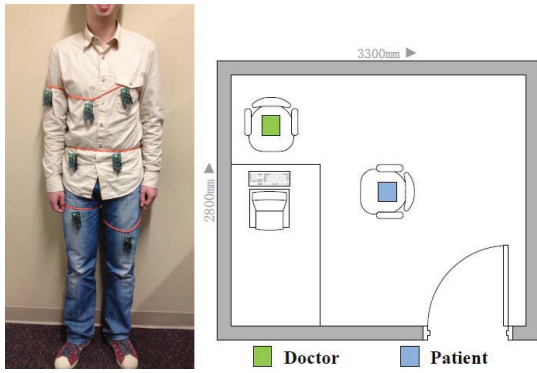 3300mm ▶
2800mm ▶
Doctor
Patient